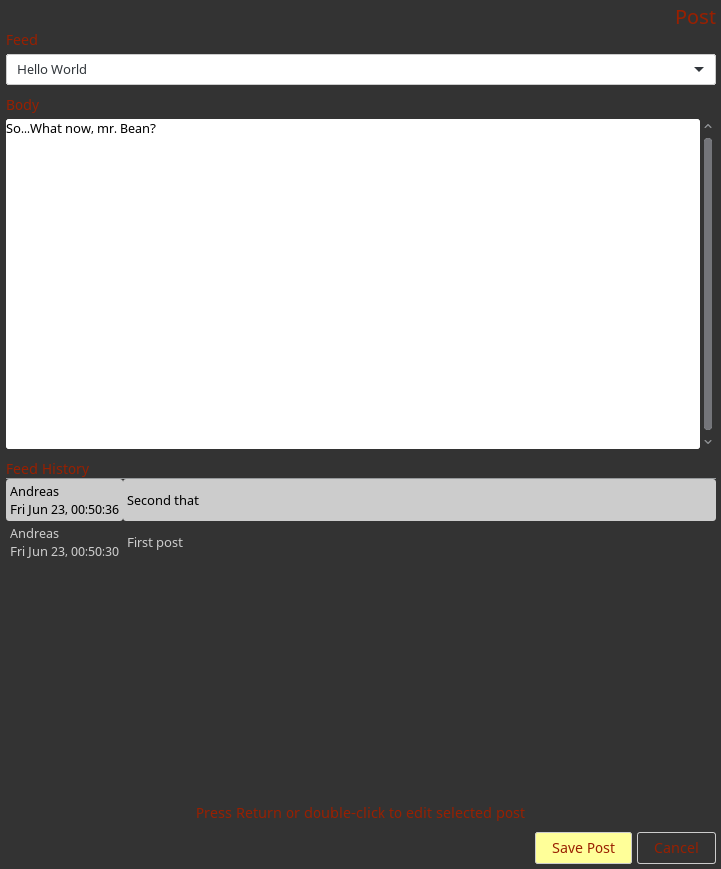 Post
Feed
Hello World
Body
So...What now, mr. Bean?
Feed History
Andreas
Fri Jun 23, 00:50:36
Second that
Andreas
Fri Jun 23, 00:50:30
First post
Press Return or double-click to edit selected post
Save Post
Cancel